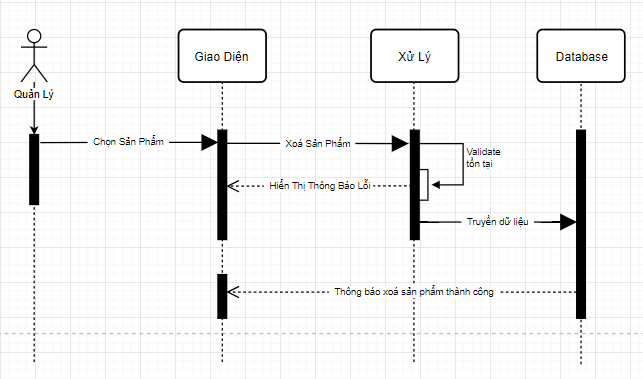 Giao Diện
Xử Lý
Database
Quản Lý
Chọn Sản Phẩm
Xoá Sản Phẩm
Validate
tồn tại
Hiển Thị Thông Báo Lỗi
Truyền dữ liệu
Thông báo xoá sản phẩm thành công